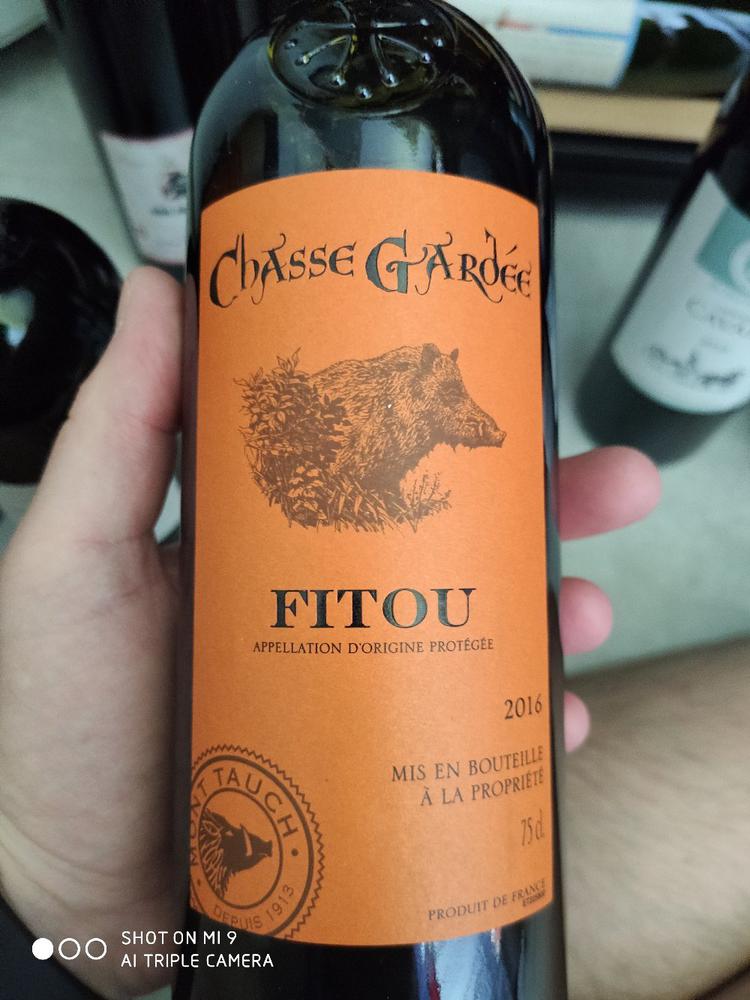 Chasse Gardée
FITOU
APPELLATION D'ORIGINE PROTÉGÉE
2016
MIS EN BOUTEILLE
À LA PROPRIÉTÉ
75 cl.
MONT TAUCH
DEPUIS 1913
PRODUIT DE FRANCE
SHOT ON MI 9
AI TRIPLE CAMERA